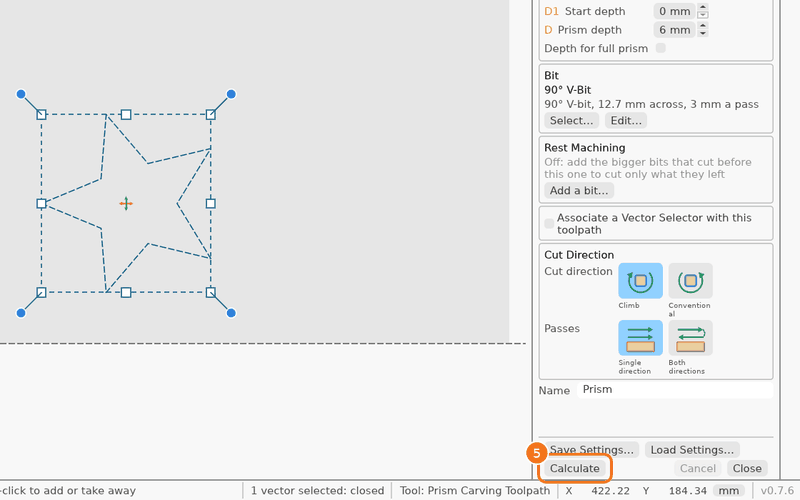 D1 Start depth 0 mm
D Prism depth 6 mm
Depth for full prism
Bit
90° V-Bit
90° V-bit, 12.7 mm across, 3 mm a pass
Select... Edit...
Rest Machining
Off: add the bigger bits that cut before
this one to cut only what they left
Add a bit...
Associate a Vector Selector with this
toolpath
Cut Direction
Cut direction
Climb
Convention
al
Passes
Single
direction
Both
directions
Name Prism
Save Settings... Load Settings...
5
Calculate Cancel Close
-click to add or take away 1 vector selected: closed Tool: Prism Carving Toolpath X 422.22 Y 184.34 mm v0.7.6